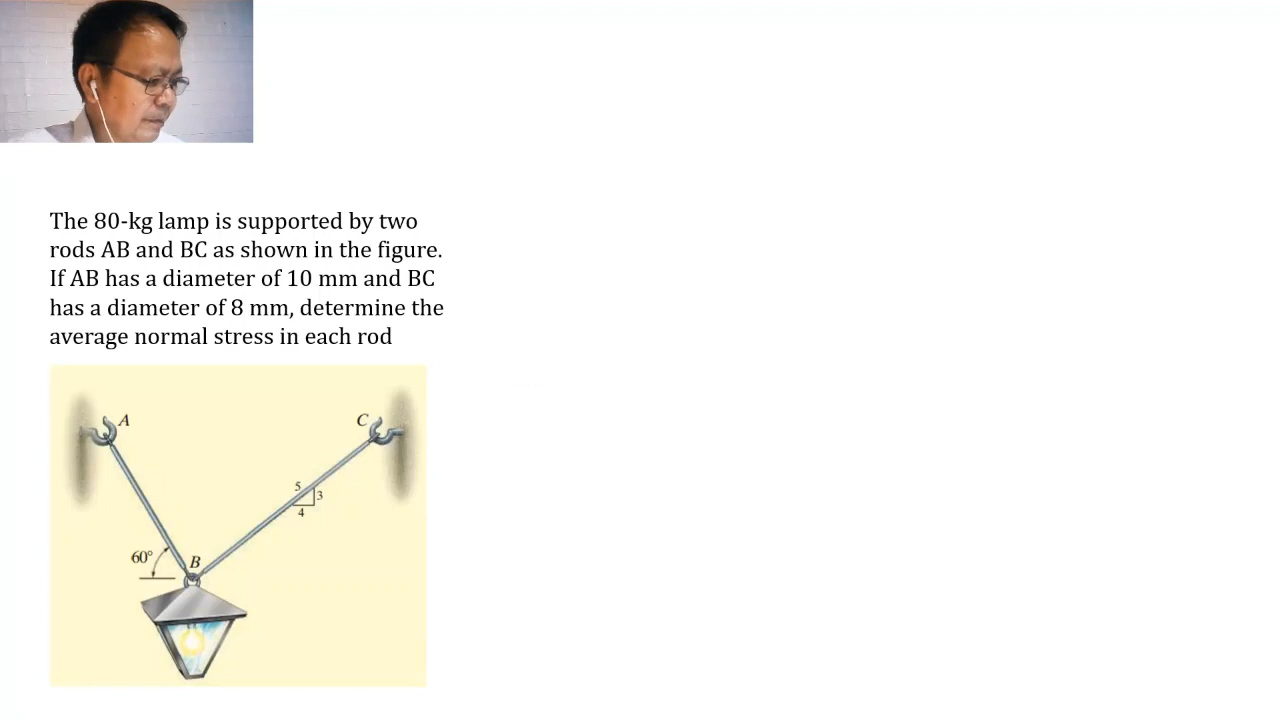 The 80-kg lamp is supported by two
rods AB and BC as shown in the figure.
If AB has a diameter of 10 mm and BC
has a diameter of 8 mm, determine the
average normal stress in each rod
A
C
5
3
4
60°
B